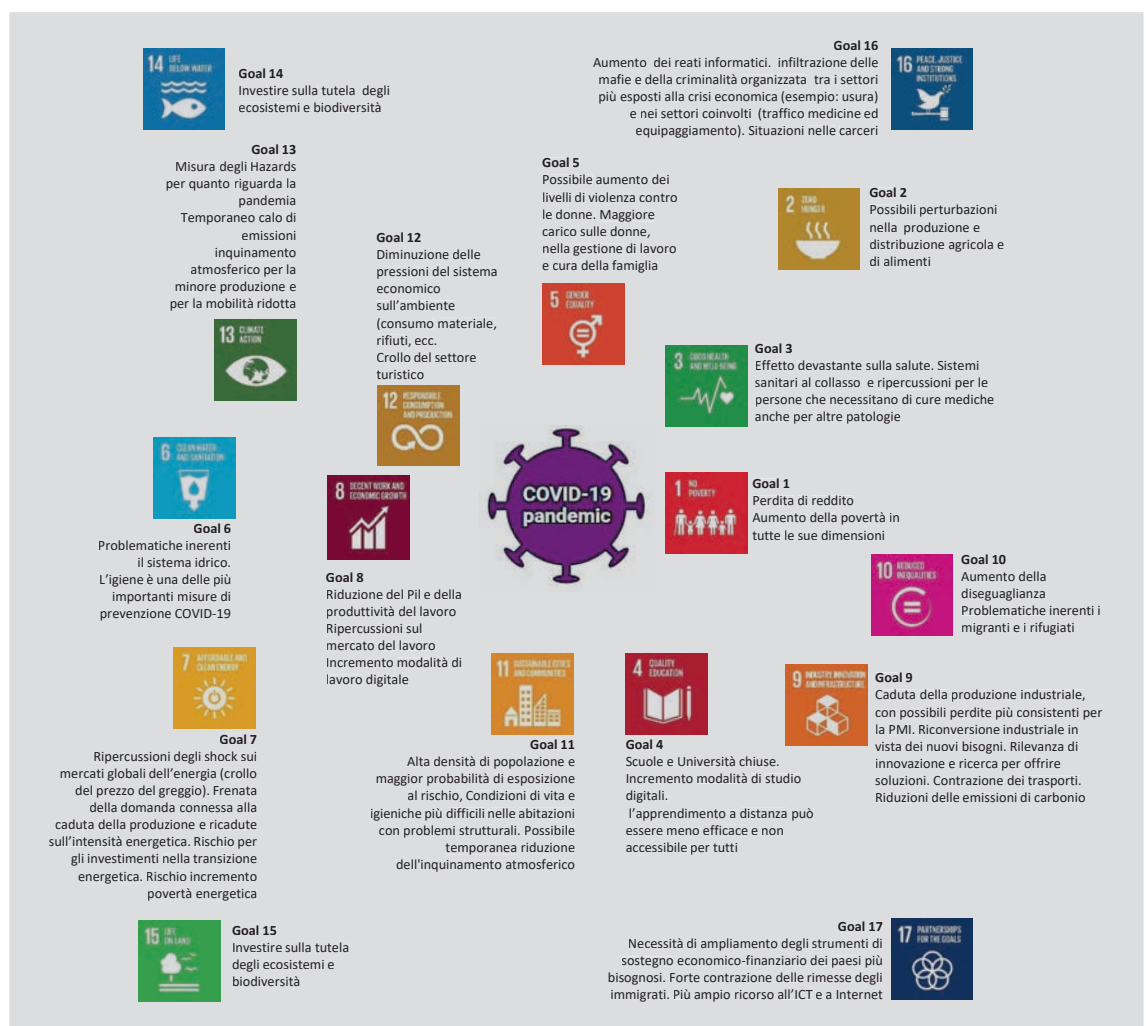 14 LIFE
BELOW WATER
Goal 14
Investire sulla tutela degli
ecosistemi e biodiversità
Goal 16
Aumento dei reati informatici. infiltrazione delle
mafie e della criminalità organizzata tra i settori
più esposti alla crisi economica (esempio: usura)
e nei settori coinvolti (traffico medicine ed
equipaggiamento). Situazioni nelle carceri
16 PEACE, JUSTICE
AND STRONG
INSTITUTIONS
Goal 13
Misura degli Hazards
per quanto riguarda la
pandemia
Temporaneo calo di
emissioni
inquinamento
atmosferico per la
minore produzione e
per la mobilità ridotta
13 CLIMATE
ACTION
Goal 12
Diminuzione delle
pressioni del sistema
economico
sull’ambiente
(consumo materiale,
rifiuti, ecc.
Crollo del settore
turistico
12 RESPONSIBLE
CONSUMPTION
AND PRODUCTION
Goal 5
Possibile aumento dei
livelli di violenza contro
le donne. Maggiore
carico sulle donne,
nella gestione di lavoro
e cura della famiglia
5 GENDER
EQUALITY
2 ZERO
HUNGER
Goal 2
Possibili perturbazioni
nella produzione e
distribuzione agricola e
di alimenti
3 GOOD HEALTH
AND WELL-BEING
Goal 3
Effetto devastante sulla salute. Sistemi
sanitari al collasso e ripercussioni per le
persone che necessitano di cure mediche
anche per altre patologie
6 CLEAN WATER
AND SANITATION
Goal 6
Problematiche inerenti
il sistema idrico.
L’igiene è una delle più
importanti misure di
prevenzione COVID-19
8 DECENT WORK AND
ECONOMIC GROWTH
Goal 8
Riduzione del Pil e della
produttività del lavoro
Ripercussioni sul
mercato del lavoro
Incremento modalità di
lavoro digitale
COVID-19
pandemic
1 NO
POVERTY
Goal 1
Perdita di reddito
Aumento della povertà in
tutte le sue dimensioni
10 REDUCED
INEQUALITIES
Goal 10
Aumento della
diseguaglianza
Problematiche inerenti i
migranti e i rifugiati
7 AFFORDABLE AND
CLEAN ENERGY
Goal 7
Ripercussioni degli shock sui
mercati globali dell’energia (crollo
del prezzo del greggio). Frenata
della domanda connessa alla
caduta della produzione e ricadute
sull’intensità energetica. Rischio per
gli investimenti nella transizione
energetica. Rischio incremento
povertà energetica
11 SUSTAINABLE CITIES
AND COMMUNITIES
Goal 11
Alta densità di popolazione e
maggior probabilità di esposizione
al rischio, Condizioni di vita e
igieniche più difficili nelle abitazioni
con problemi strutturali. Possibile
temporanea riduzione
dell'inquinamento atmosferico
4 QUALITY
EDUCATION
Goal 4
Scuole e Università chiuse.
Incremento modalità di studio
digitali.
l’apprendimento a distanza può
essere meno efficace e non
accessibile per tutti
9 INDUSTRY, INNOVATION
AND INFRASTRUCTURE
Goal 9
Caduta della produzione industriale,
con possibili perdite più consistenti per
la PMI. Riconversione industriale in
vista dei nuovi bisogni. Rilevanza di
innovazione e ricerca per offrire
soluzioni. Contrazione dei trasporti.
Riduzioni delle emissioni di carbonio
15 LIFE
ON LAND
Goal 15
Investire sulla tutela
degli ecosistemi e
biodiversità
Goal 17
Necessità di ampliamento degli strumenti di
sostegno economico-finanziario dei paesi più
bisognosi. Forte contrazione delle rimesse degli
immigrati. Più ampio ricorso all’ICT e a Internet
17 PARTNERSHIPS
FOR THE GOALS